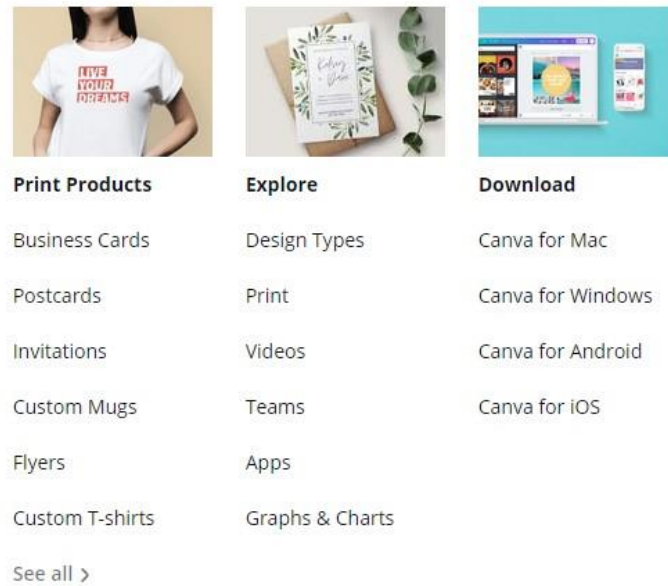 LIVE
YOUR
DREAMS
Print Products
Business Cards
Postcards
Invitations
Custom Mugs
Flyers
Custom T-shirts
See all >
Explore
Design Types
Print
Videos
Teams
Apps
Graphs & Charts
Download
Canva for Mac
Canva for Windows
Canva for Android
Canva for iOS